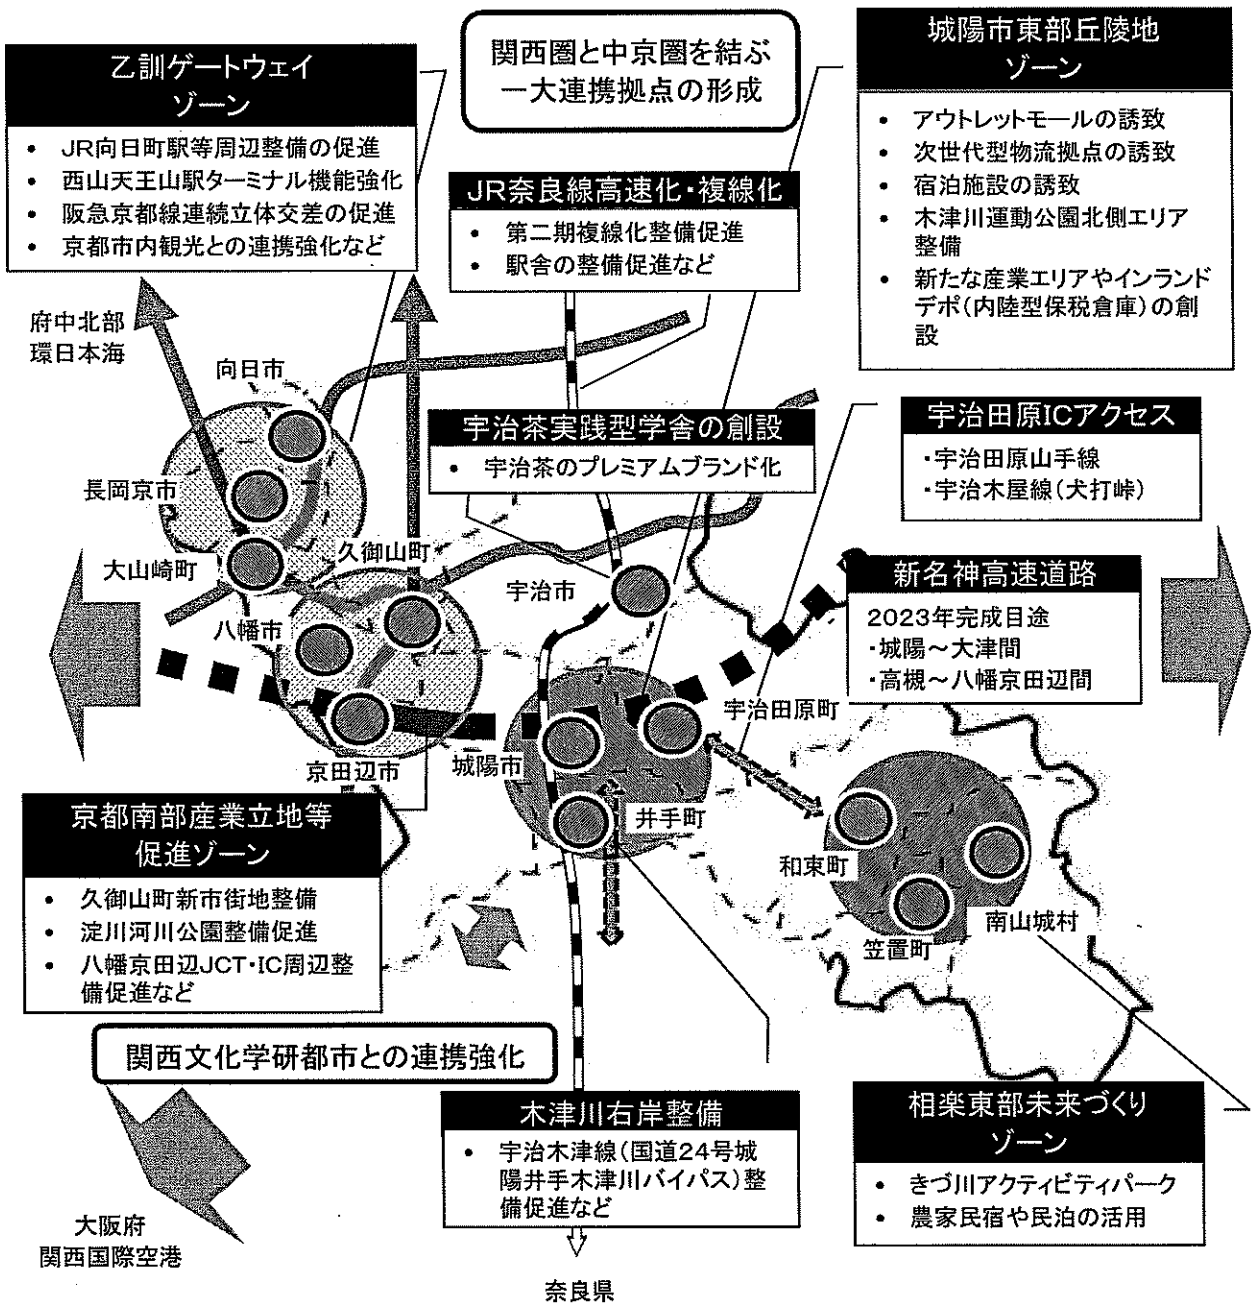 関西圏と中京圏を結ぶ
一大連携拠点の形成
乙訓ゲートウェイ
ゾーン
• JR向日町駅等周辺整備の促進
• 西山天王山駅ターミナル機能強化
• 阪急京都線連続立体交差の促進
• 京都市内観光との連携強化など
城陽市東部丘陵地
ゾーン
• アウトレットモールの誘致
• 次世代型物流拠点の誘致
• 宿泊施設の誘致
• 木津川運動公園北側エリア
整備
• 新たな産業エリアやインランド
デポ(内陸型保税倉庫)の創
設
JR奈良線高速化・複線化
• 第二期複線化整備促進
• 駅舎の整備促進など
府中北部
環日本海
向日市
宇治茶実践型学舎の創設
• 宇治茶のプレミアムブランド化
宇治田原ICアクセス
・宇治田原山手線
・宇治木屋線(犬打峠)
長岡京市
大山崎町
久御山町
宇治市
八幡市
新名神高速道路
2023年完成目途
・城陽～大津間
・高槻～八幡京田辺間
宇治田原町
京田辺市
城陽市
井手町
和束町
笠置町
南山城村
京都南部産業立地等
促進ゾーン
• 久御山町新市街地整備
• 淀川河川公園整備促進
• 八幡京田辺JCT・IC周辺整
備促進など
関西文化学研都市との連携強化
木津川右岸整備
• 宇治木津線(国道24号城
陽井手木津川バイパス)整
備促進など
相楽東部未来づくり
ゾーン
• きづ川アクティビティパーク
• 農家民宿や民泊の活用
大阪府
関西国際空港
奈良県